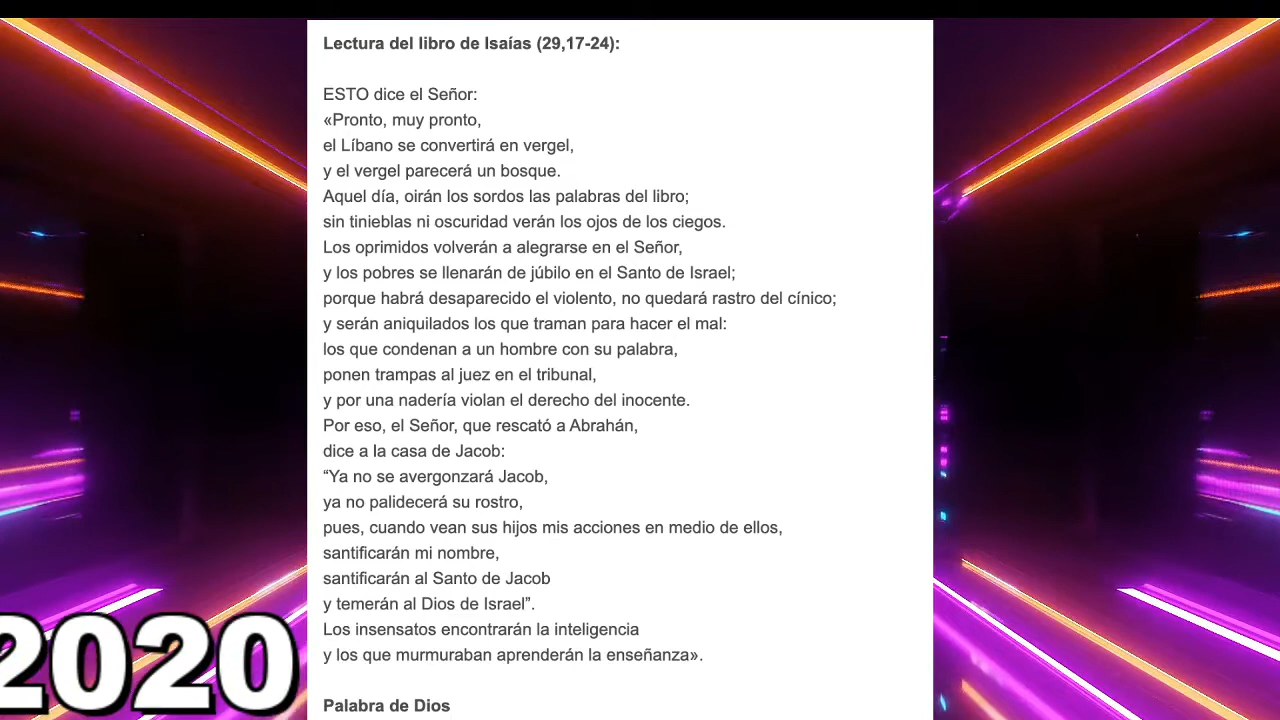 Lectura del libro de Isaías (29,17-24):
ESTO dice el Señor:
«Pronto, muy pronto,
el Líbano se convertirá en vergel,
y el vergel parecerá un bosque.
Aquel día, oirán los sordos las palabras del libro;
sin tinieblas ni oscuridad verán los ojos de los ciegos.
Los oprimidos volverán a alegrarse en el Señor,
y los pobres se llenarán de júbilo en el Santo de Israel;
porque habrá desaparecido el violento, no quedará rastro del cínico;
y serán aniquilados los que traman para hacer el mal:
los que condenan a un hombre con su palabra,
ponen trampas al juez en el tribunal,
y por una nadería violan el derecho del inocente.
Por eso, el Señor, que rescató a Abrahán,
dice a la casa de Jacob:
“Ya no se avergonzará Jacob,
ya no palidecerá su rostro,
pues, cuando vean sus hijos mis acciones en medio de ellos,
santificarán mi nombre,
santificarán al Santo de Jacob
y temerán al Dios de Israel”.
Los insensatos encontrarán la inteligencia
y los que murmuraban aprenderán la enseñanza».
Palabra de Dios
2020